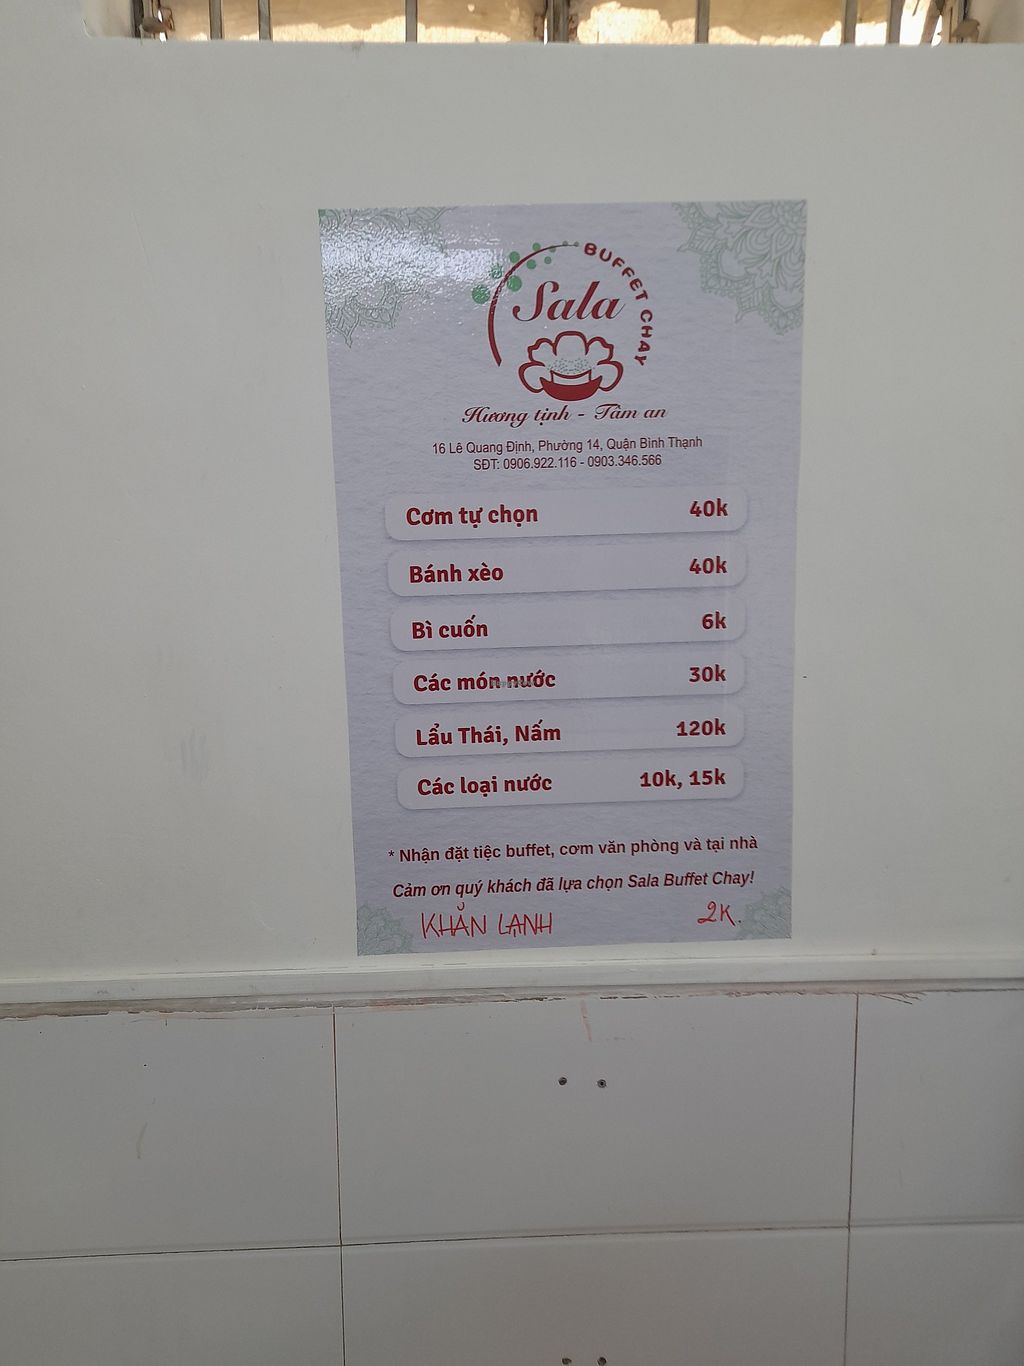 BUFFET CHAY
Sala
Hương tịnh - Tâm an
16 Lê Quang Định, Phường 14, Quận Bình Thạnh
SĐT: 0906.922.116 - 0903.346.566
Cơm tự chọn 40k
Bánh xèo 40k
Bì cuốn 6k
Các món nước 30k
Lẩu Thái, Nấm 120k
Các loại nước 10k, 15k
* Nhận đặt tiệc buffet, cơm văn phòng và tại nhà
Cảm ơn quý khách đã lựa chọn Sala Buffet Chay!
KHĂN LẠNH 2K.